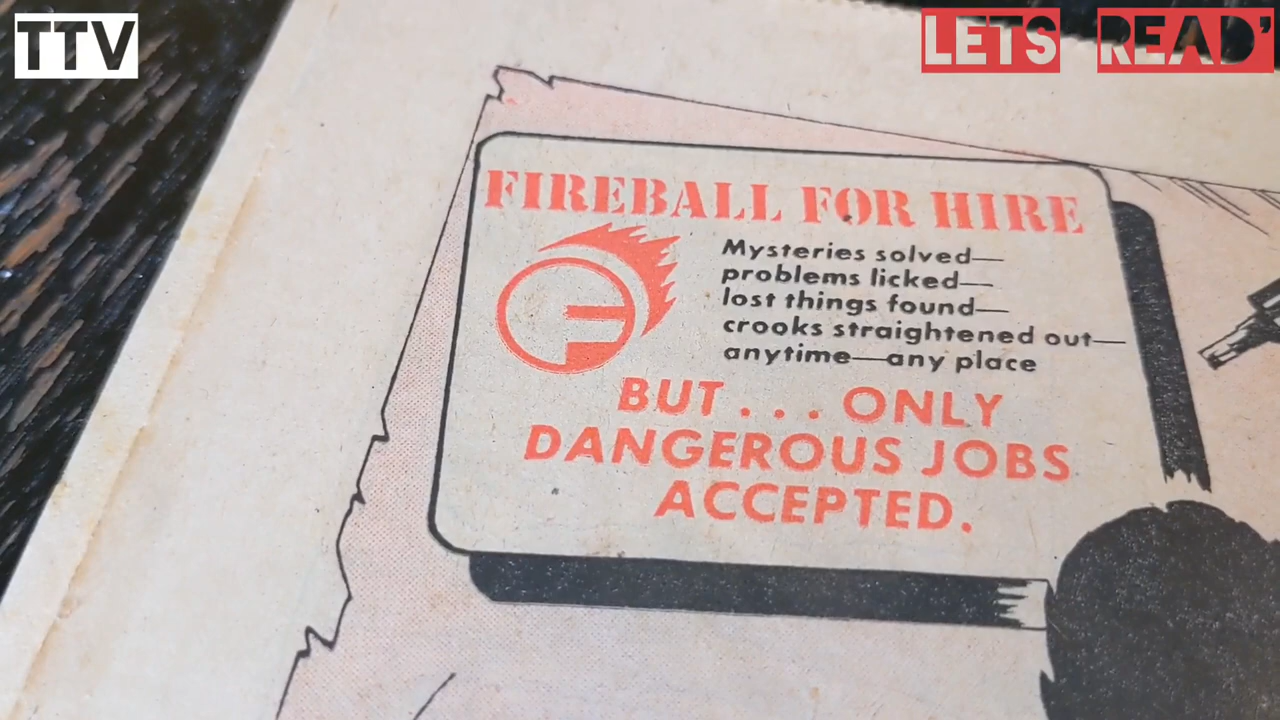 TTV
LETS READ'
FIREBALL FOR HIRE
Mysteries solved—
problems licked—
lost things found—
crooks straightened out—
anytime—any place
BUT . . . ONLY
DANGEROUS JOBS
ACCEPTED.